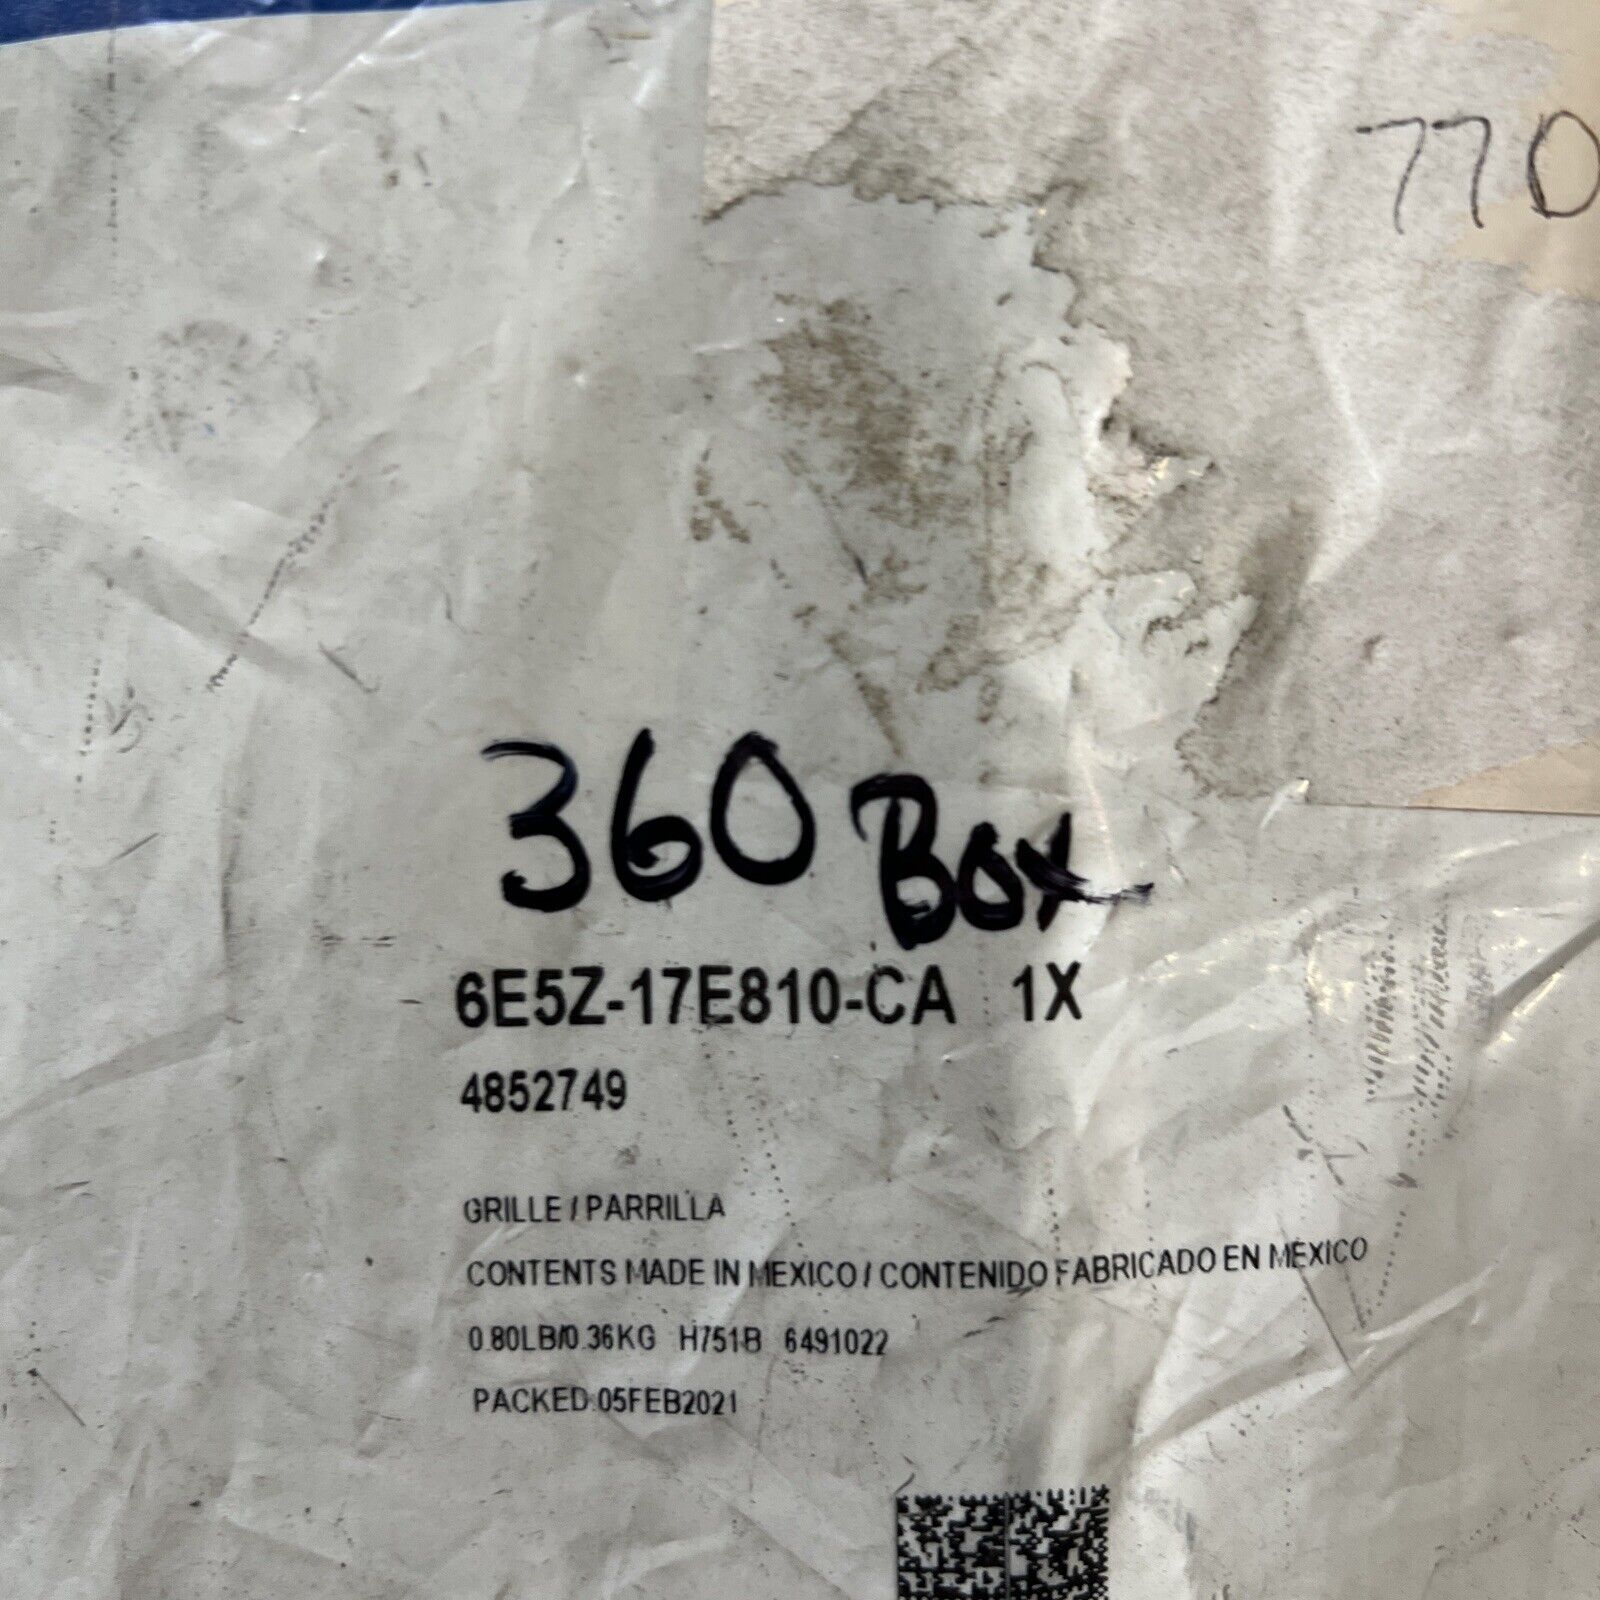 770
360 Box
6E5Z-17E810-CA 1X
4852749
GRILLE / PARRILLA
CONTENTS MADE IN MEXICO / CONTENIDO FABRICADO EN MEXICO
0.80LB/0.36KG H751B 6491022
PACKED:05FEB2021